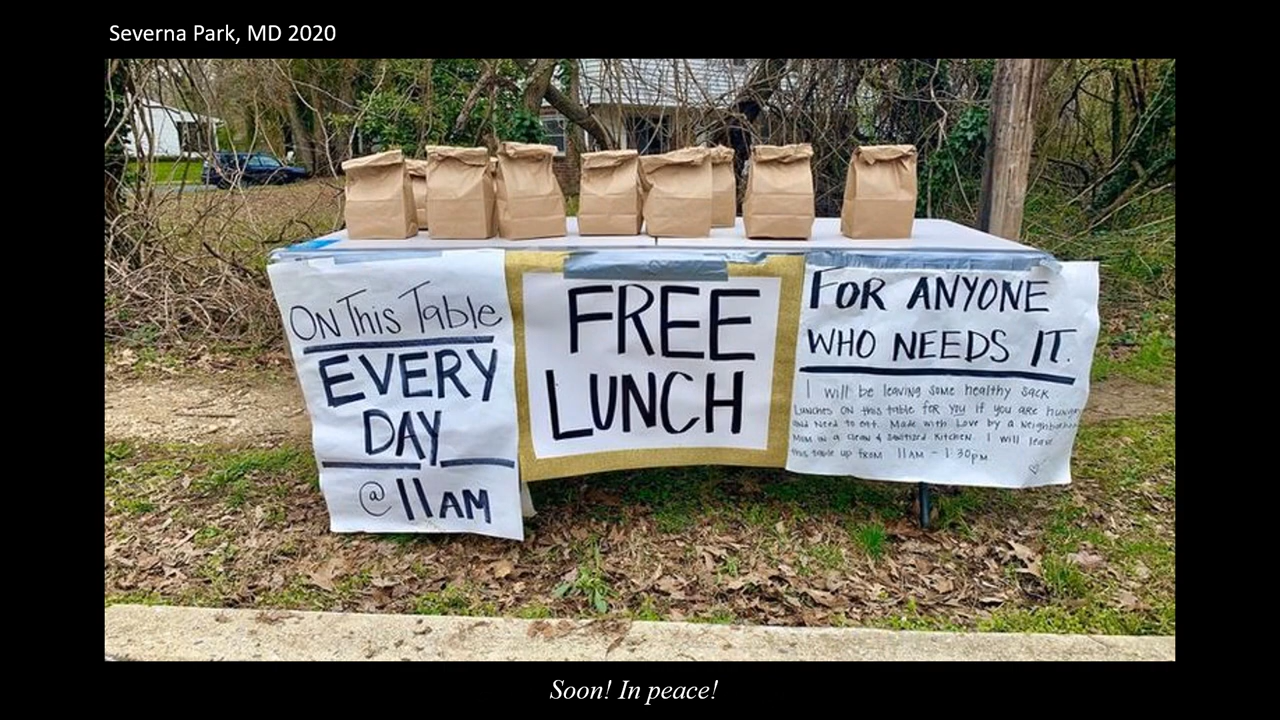 Severna Park, MD 2020
ON This Table
EVERY
DAY
@ 11AM
FREE
LUNCH
FOR ANYONE
WHO NEEDS IT.
I will be leaving some healthy sack
Lunches ON this table for you if you are
and Need to eat. Made with Love by a
Mom in a clean & sanitized Kitchen. I will leave
this table up from 11AM - 1:30pm
Soon! In peace!